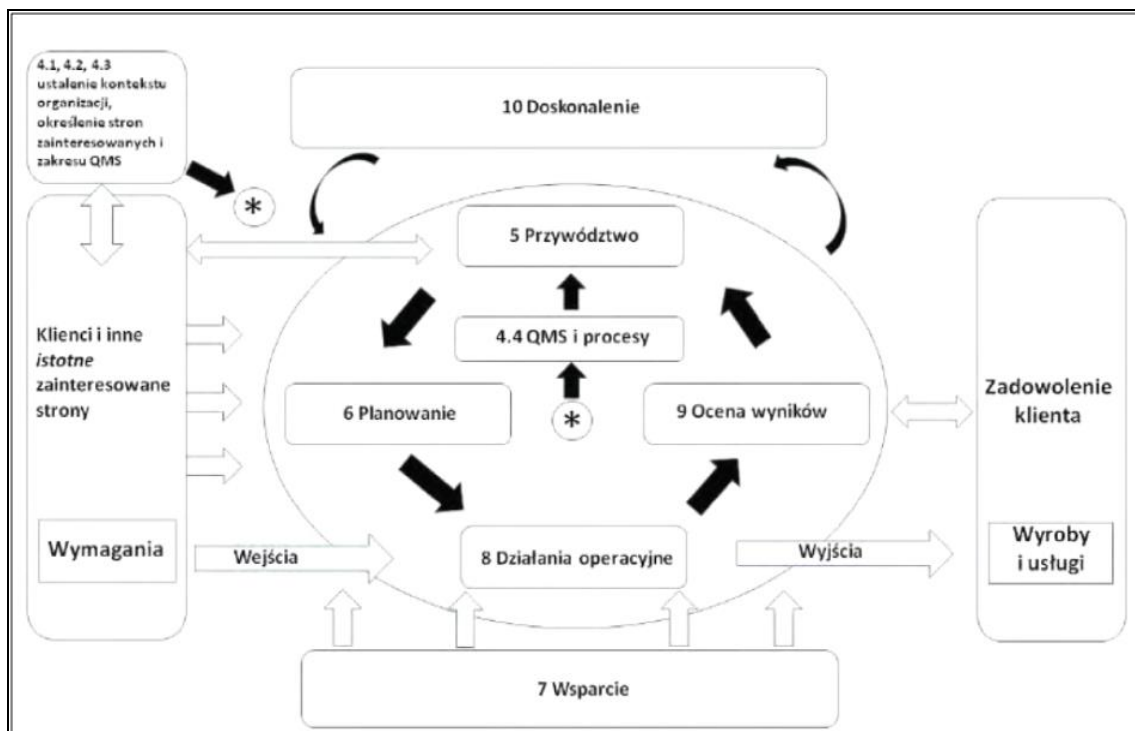 4.1, 4.2, 4.3
ustalenie kontekstu
organizacji,
określenie stron
zainteresowanych i
zakresu QMS
10 Doskonalenie
*
5 Przywództwo
Klienci i inne
istotne
zainteresowane
strony
4.4 QMS i procesy
6 Planowanie
*
9 Ocena wyników
Zadowolenie
klienta
Wymagania
Wejścia
8 Działania operacyjne
Wyjścia
Wyroby
i usługi
7 Wsparcie